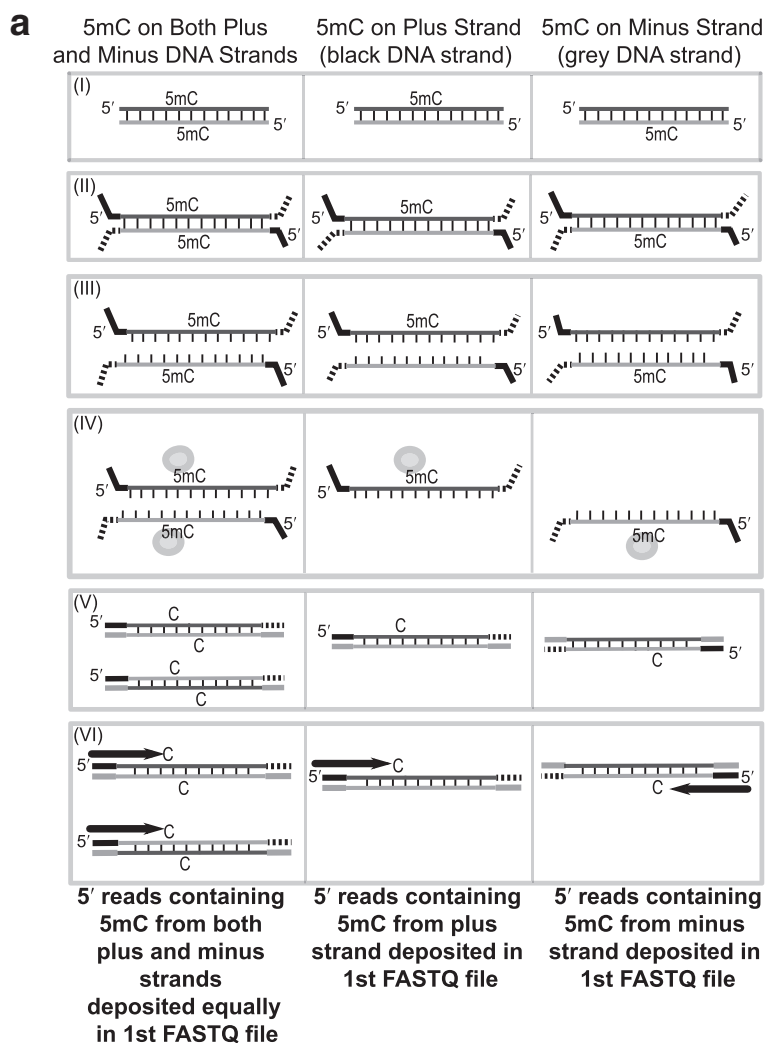 a
5mC on Both Plus
and Minus DNA Strands
5mC on Plus Strand
(black DNA strand)
5mC on Minus Strand
(grey DNA strand)
(I)
5mC
5′
5′
5mC
5mC
5′
5′
5′
5′
5mC
(II)
5mC
5′
5′
5mC
5mC
5′
5′
5′
5′
5mC
(III)
5mC
5′
5′
5mC
5mC
5′
5′
5′
5′
5mC
(IV)
5mC
5′
5′
5mC
5mC
5′
5′
5mC
(V)
C
5′
C
C
5′
C
C
5′
5′
C
(VI)
C
5′
C
C
5′
C
C
5′
5′
C
5′ reads containing
5mC from both
plus and minus
strands
deposited equally
in 1st FASTQ file
5′ reads containing
5mC from plus
strand deposited in
1st FASTQ file
5′ reads containing
5mC from minus
strand deposited in
1st FASTQ file